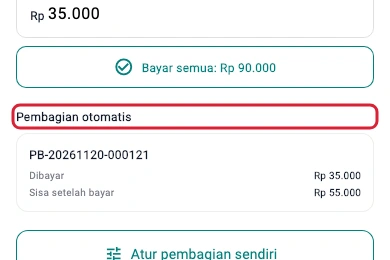 Rp 35.000
Bayar semua: Rp 90.000
Pembagian otomatis
PB-20261120-000121
Dibayar Rp 35.000
Sisa setelah bayar Rp 55.000
Atur pembagian sendiri